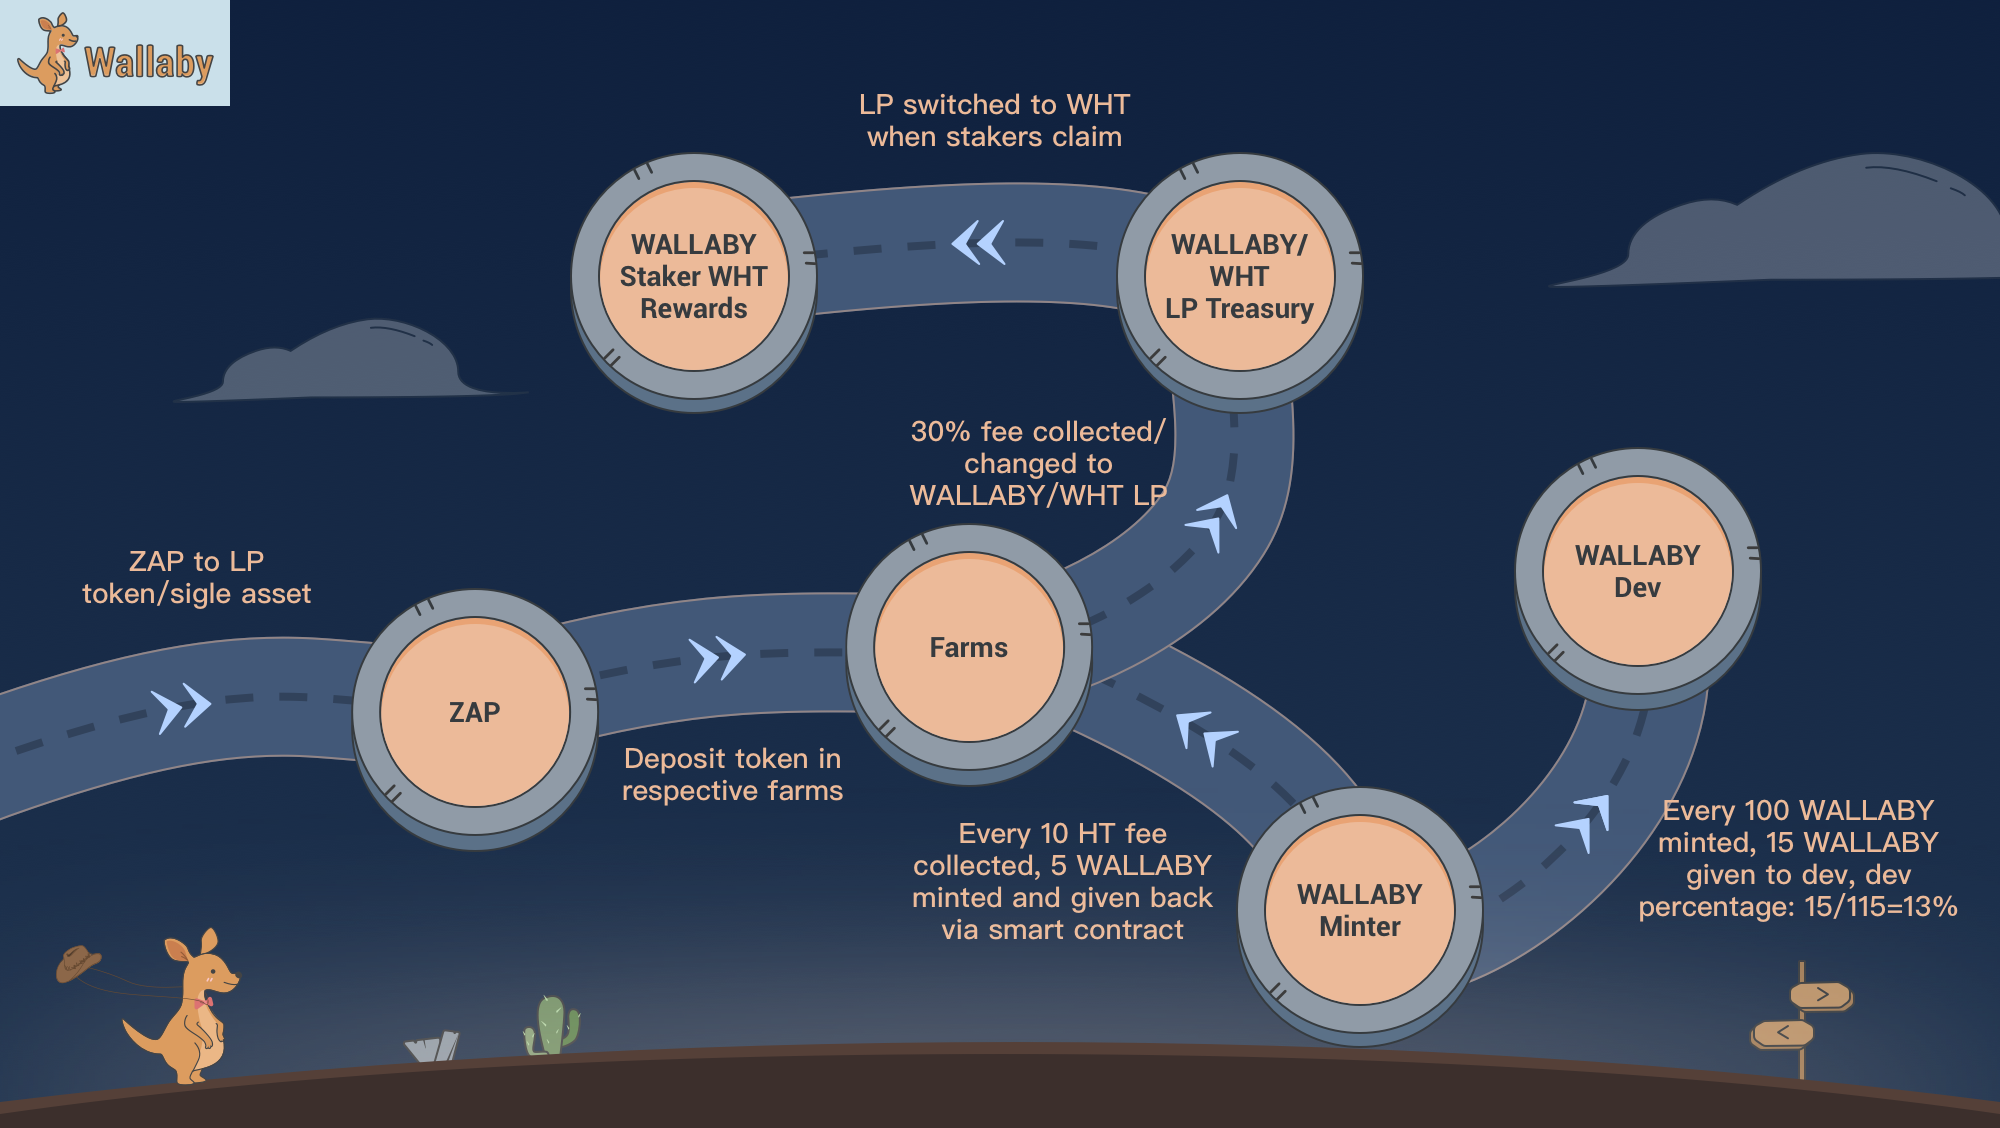 Wallaby
LP switched to WHT
when stakers claim
WALLABY
Staker WHT
Rewards
WALLABY/
WHT
LP Treasury
30% fee collected/
changed to
WALLABY/WHT LP
ZAP to LP
token/sigle asset
ZAP
Deposit token in
respective farms
Farms
WALLABY
Dev
Every 10 HT fee
collected, 5 WALLABY
minted and given back
via smart contract
WALLABY
Minter
Every 100 WALLABY
minted, 15 WALLABY
given to dev, dev
percentage: 15/115=13%